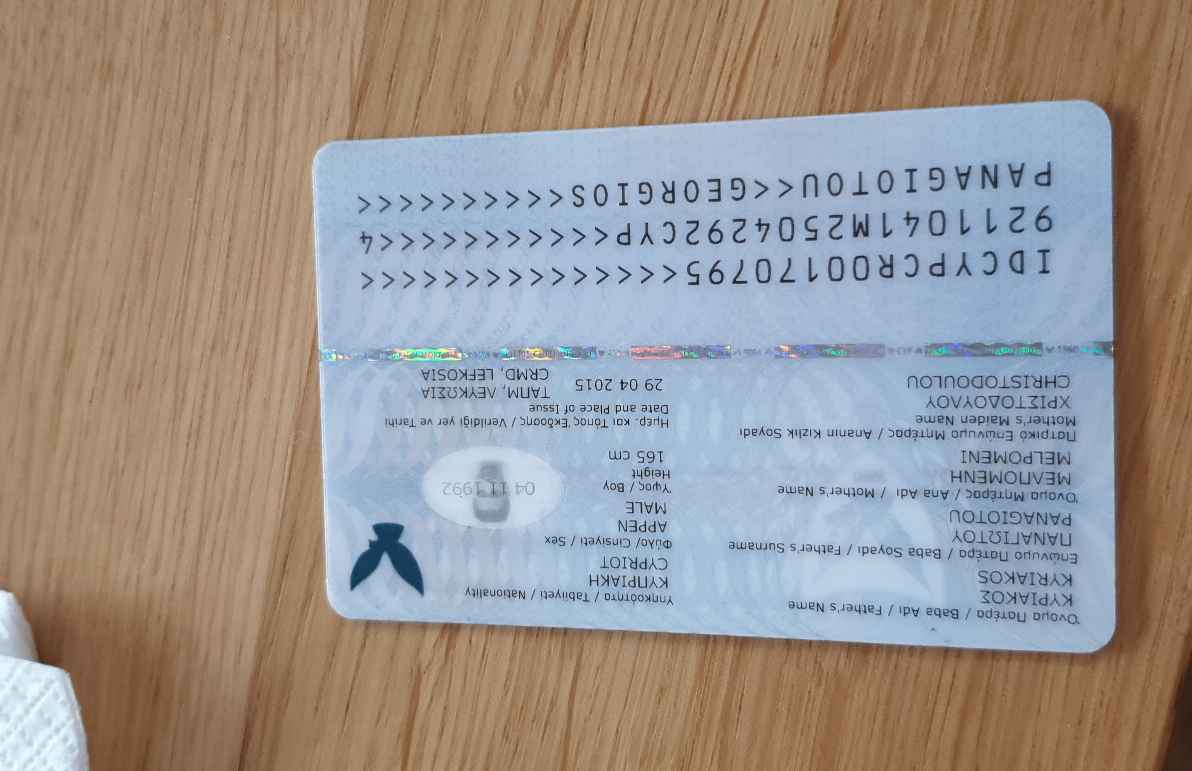 Όνομα Πατέρα / Baba Adı / Father's Name
ΚΥΡΙΑΚΟΣ
KYRIAKOS
Επώνυμο Πατέρα / Baba Soyadı / Father's Surname
ΠΑΝΑΓΙΩΤΟΥ
PANAGIOTOU
Όνομα Μητέρας / Ana Adı / Mother's Name
ΜΕΛΠΟΜΕΝΗ
MELPOMENI
Πατρικό Επώνυμο Μητέρας / Ananın Kızlık Soyadı
Mother's Maiden Name
ΧΡΙΣΤΟΔΟΥΛΟΥ
CHRISTODOULOU
Υπηκοότητα / Tabiiyeti / Nationality
ΚΥΠΡΙΑΚΗ
CYPRIOT
Φύλο/ Cinsiyeti / Sex
ΑΡΡΕΝ
MALE
Ύψος / Boy
Height
165 cm
04 11 1992
Ημερ. και Τόπος Έκδοσης / Verildiği yer ve Tarihi
Date and Place of Issue
29 04 2015
ΤΑΠΜ, ΛΕΥΚΩΣΙΑ
CRMD, LEFKOSIA
IDCYPCR00170795<<<<<<<<<<<<<<<
9211041M2504292CYP<<<<<<<<<<<4
PANAGIOTOU<<GEORGIOS<<<<<<<<<<